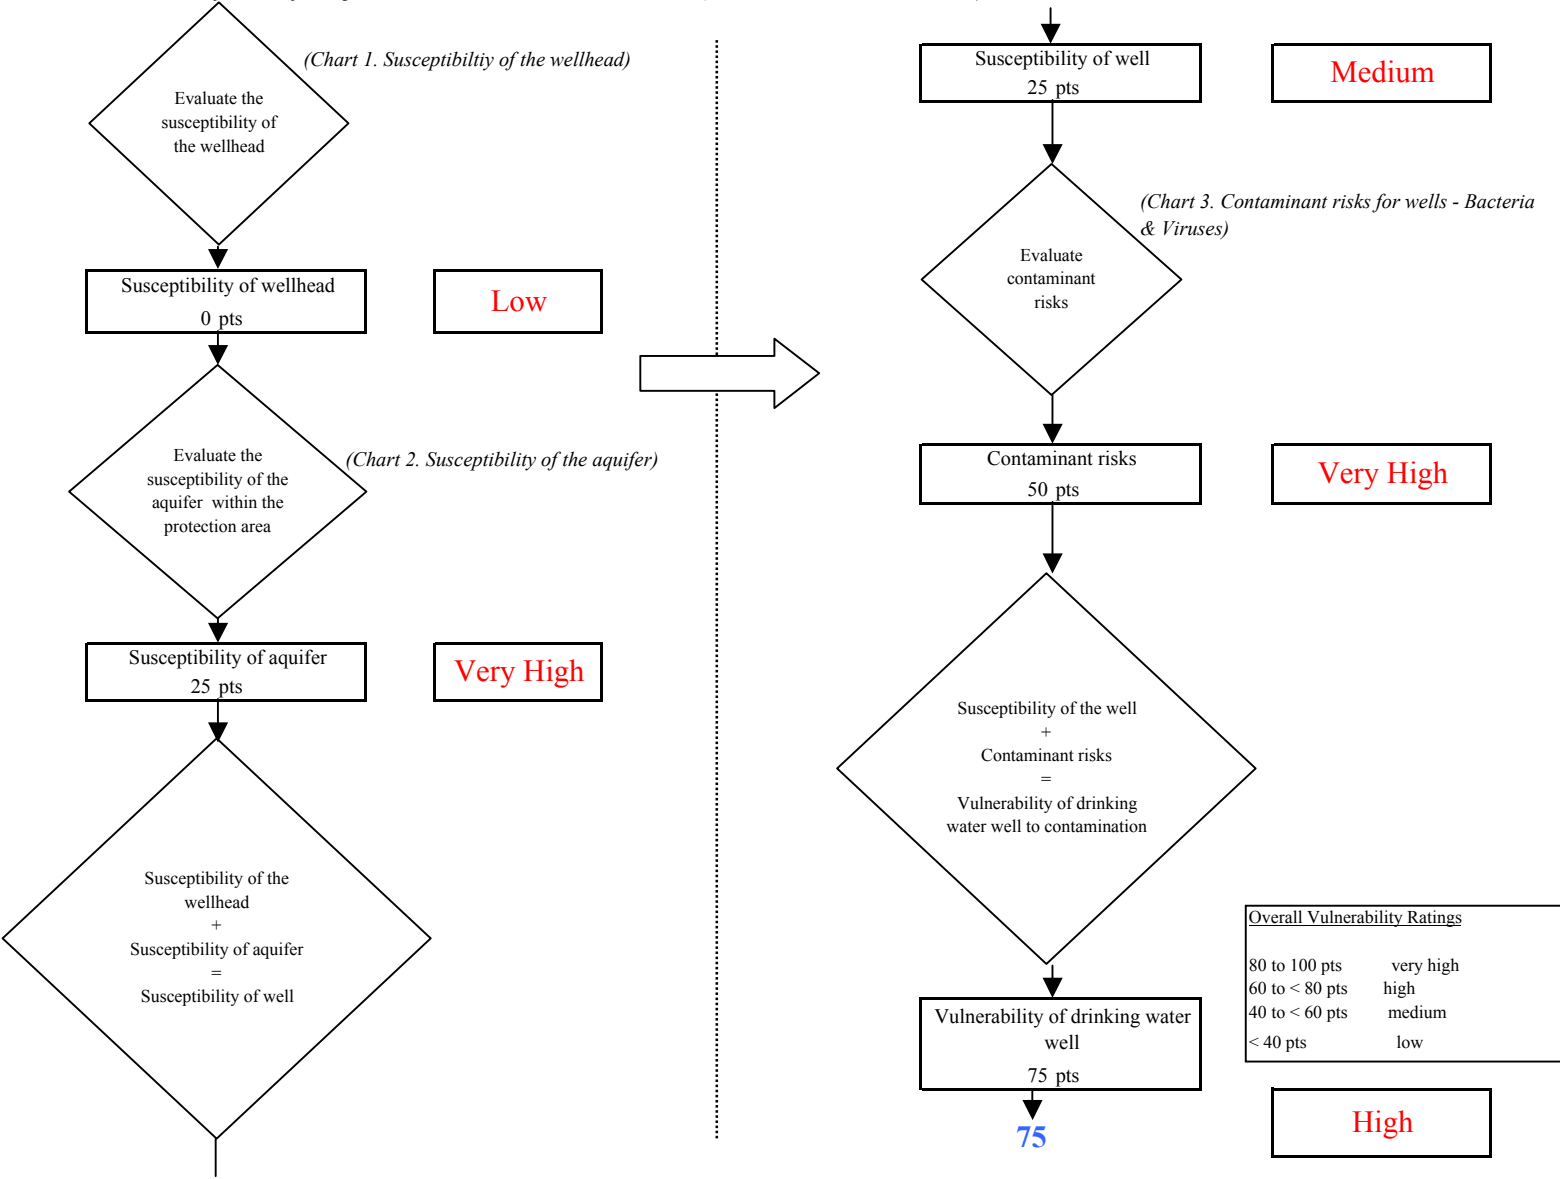 (Chart 1. Susceptibiltiy of the wellhead)
Evaluate the
susceptibility of
the wellhead
Susceptibility of wellhead
0 pts
Low
Evaluate the
susceptibility of the
aquifer within the
protection area
(Chart 2. Susceptibility of the aquifer)
Susceptibility of aquifer
25 pts
Very High
Susceptibility of the
wellhead
+
Susceptibility of aquifer
=
Susceptibility of well
Susceptibility of well
25 pts
Medium
(Chart 3. Contaminant risks for wells - Bacteria
& Viruses)
Evaluate
contaminant
risks
Contaminant risks
50 pts
Very High
Susceptibility of the well
+
Contaminant risks
=
Vulnerability of drinking
water well to contamination
Overall Vulnerability Ratings
80 to 100 pts very high
60 to < 80 pts high
40 to < 60 pts medium
< 40 pts low
Vulnerability of drinking water
well
75 pts
75
High